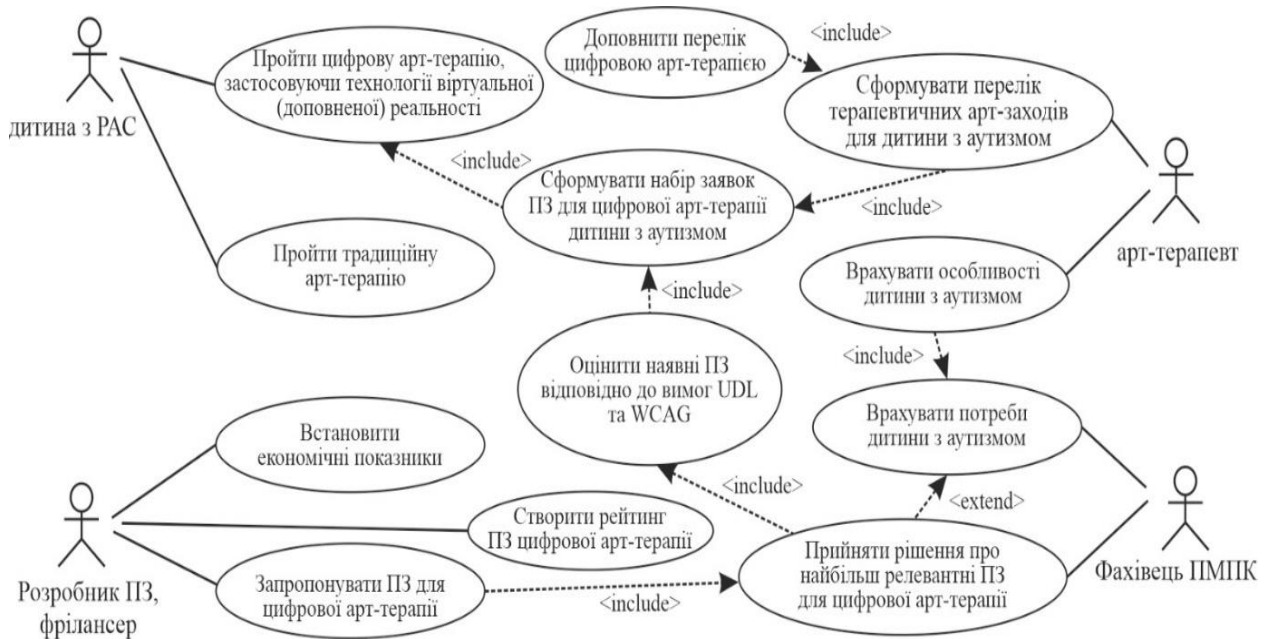 Пройти цифрову арт-терапію,
застосовуючи технології віртуальної
(доповненої) реальності
Доповнити перелік
цифровою арт-терапією
<include>
Сформувати перелік
терапевтичних арт-заходів
для дитини з аутизмом
дитина з РАС
<include>
Сформувати набір заявок
ПЗ для цифрової арт-терапії
дитини з аутизмом
<include>
арт-терапевт
Пройти традиційну
арт-терапію
<include>
Врахувати особливості
дитини з аутизмом
<include>
Оцінити наявні ПЗ
відповідно до вимог UDL
та WCAG
Врахувати потреби
дитини з аутизмом
Встановити
економічні показники
<include>
<extend>
Створити рейтинг
ПЗ цифрової арт-терапії
Прийняти рішення про
найбільш релевантні ПЗ
для цифрової арт-терапії
Розробник ПЗ,
фрілансер
Запропонувати ПЗ для
цифрової арт-терапії
<include>
Фахівець ПМПК